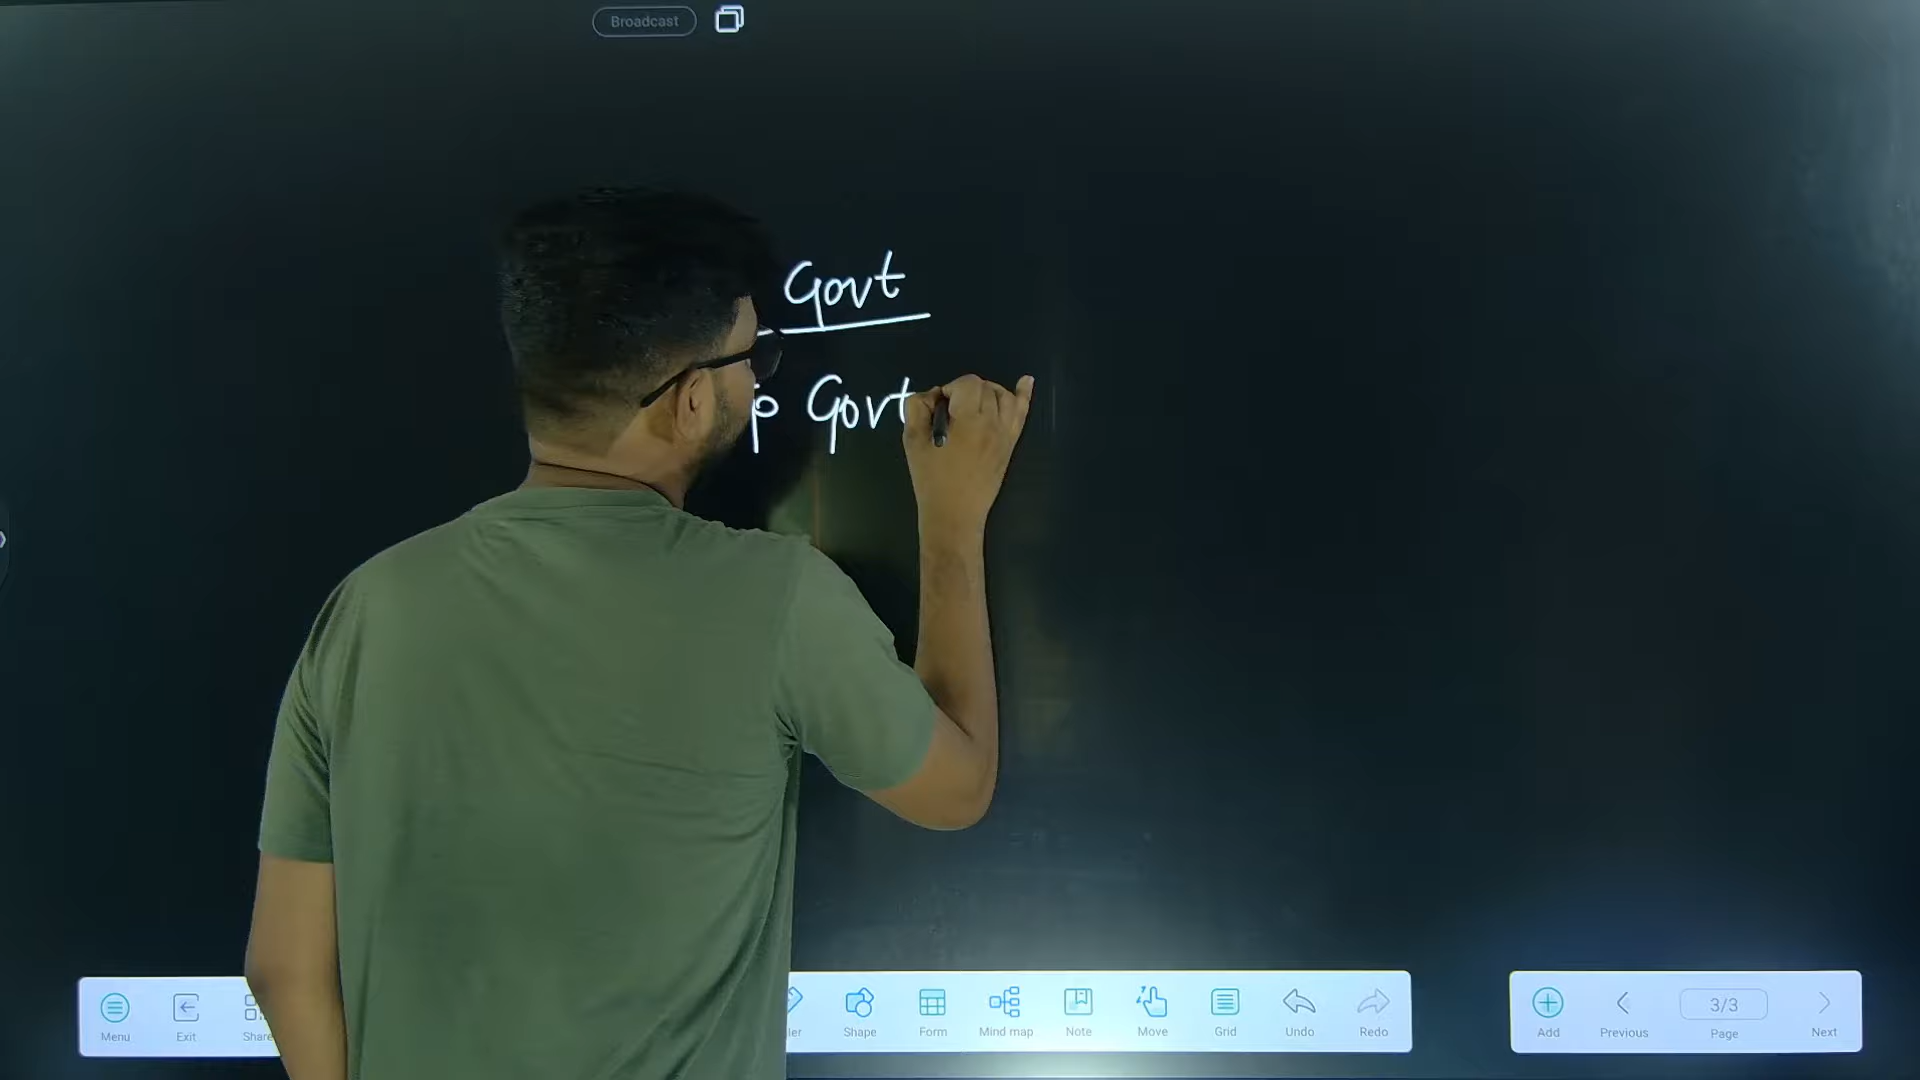 Broadcast
Govt
Govt
Menu
Exit
Share
Shape
Form
Mind map
Note
Move
Grid
Undo
Redo
Add
Previous
3/3
Page
Next